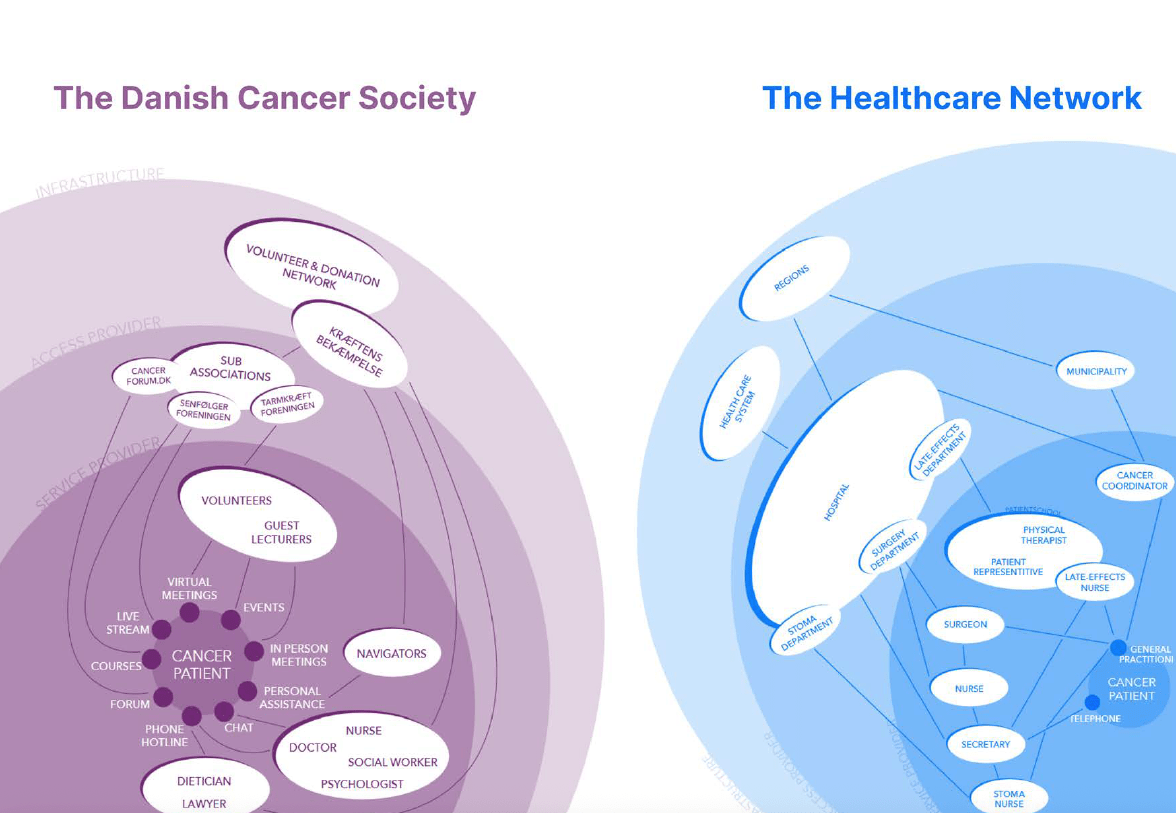 The Danish Cancer Society
INFRASTRUCTURE
VOLUNTEER & DONATION
NETWORK
KRÆFTENS
BEKÆMPELSE
ACCESS PROVIDER
CANCER
FORUM.DK
SUB
ASSOCIATIONS
SENFØLGER
FORENINGEN
TARMKRÆFT
FORENINGEN
SERVICE PROVIDER
VOLUNTEERS
GUEST
LECTURERS
VIRTUAL
MEETINGS
EVENTS
LIVE
STREAM
IN PERSON
MEETINGS
COURSES
CANCER
PATIENT
NAVIGATORS
PERSONAL
ASSISTANCE
FORUM
CHAT
PHONE
HOTLINE
NURSE
DOCTOR
SOCIAL WORKER
PSYCHOLOGIST
DIETICIAN
LAWYER
The Healthcare Network
REGIONS
MUNICIPALITY
HEALTH CARE
SYSTEM
HOSPITAL
LATE-EFFECTS
DEPARTMENT
CANCER
COORDINATOR
PATIENTSCHOOL
PHYSICAL
THERAPIST
PATIENT
REPRESENTITIVE
SURGERY
DEPARTMENT
LATE-EFFECTS
NURSE
STOMA
DEPARTMENT
SURGEON
GENERAL
PRACTITIONI
NURSE
CANCER
PATIENT
TELEPHONE
SECRETARY
STOMA
NURSE
SERVICE PROVIDE